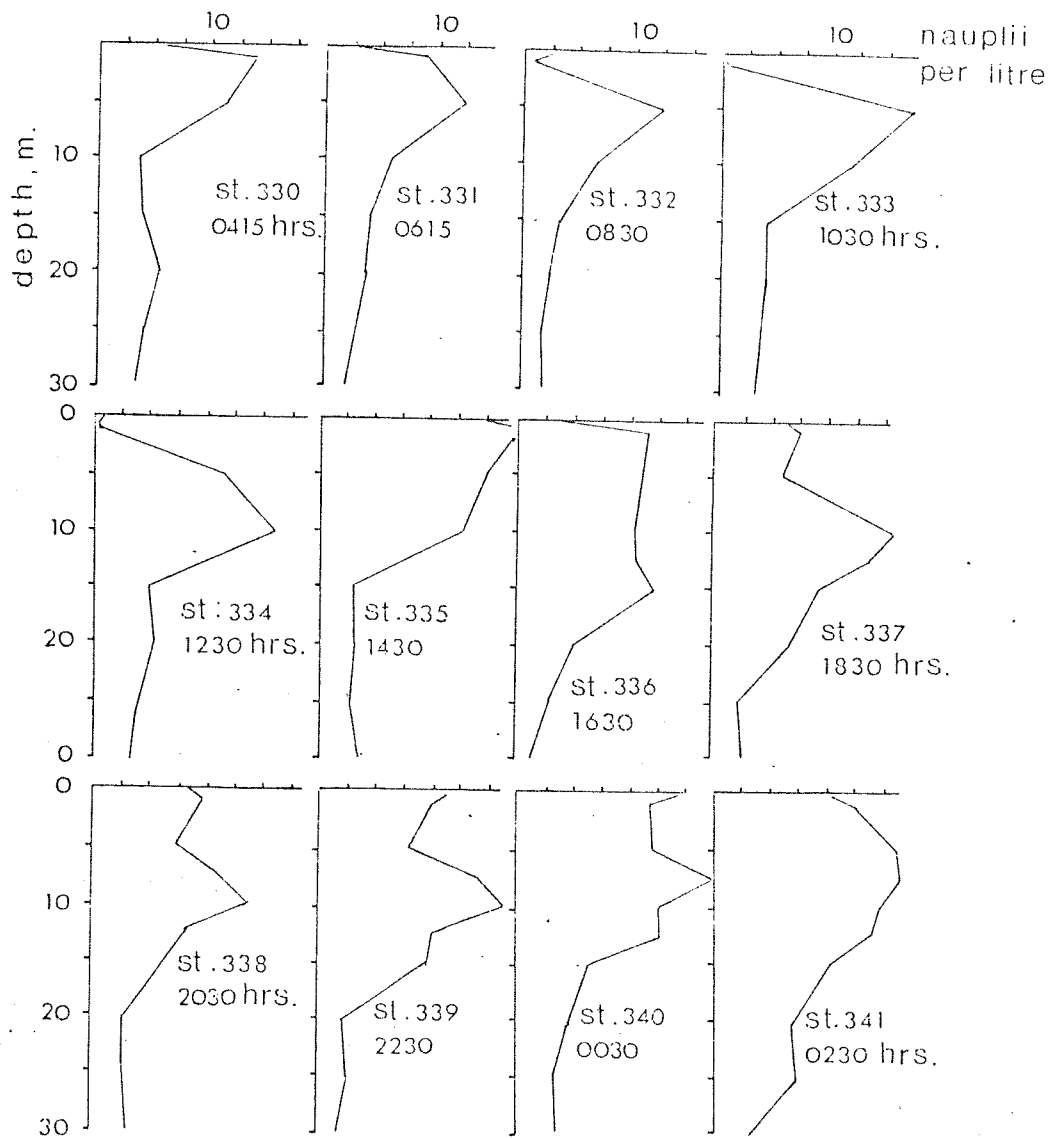 10 10 10 10 nauplii
per litre
depth, m.
10
20
30
st.330
0415 hrs.
st.331
0615
st.332
0830
st.333
1030 hrs.
0
10
20
0
st:334
1230 hrs.
st.335
1430
st.336
1630
st.337
1830 hrs.
0
10
20
30
st.338
2030 hrs.
st.339
2230
st.340
0030
st.341
0230 hrs.